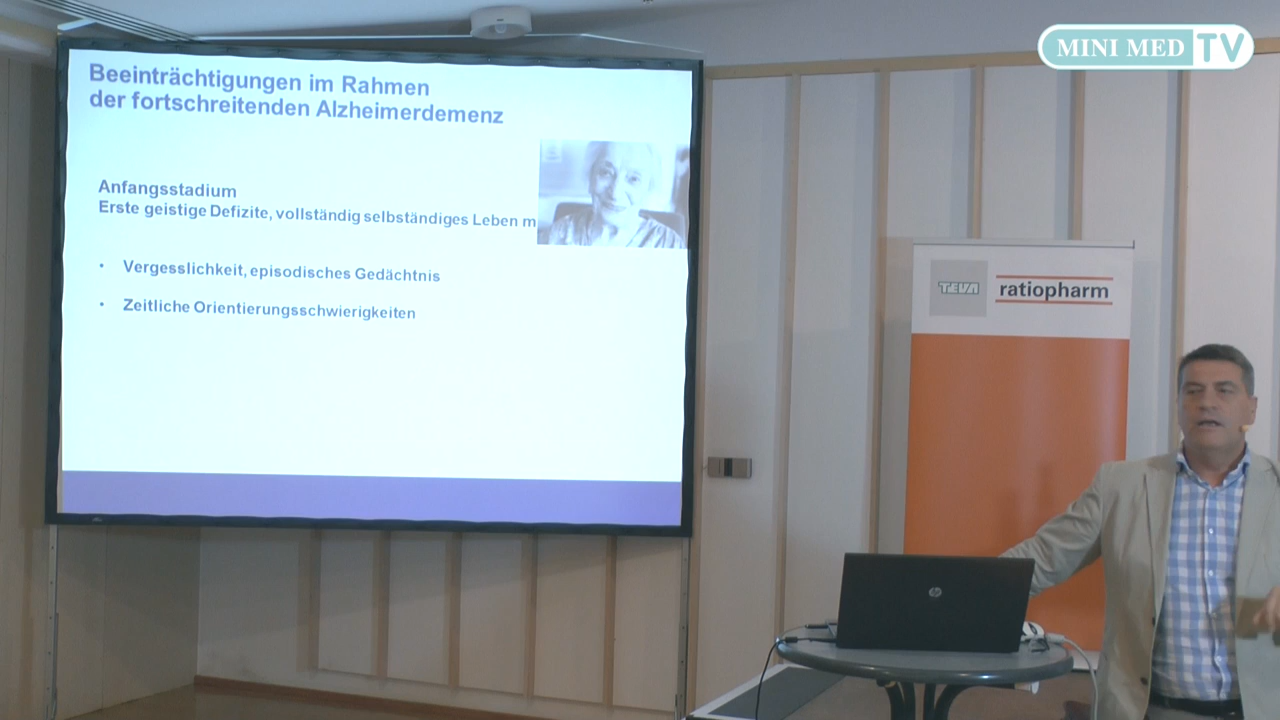 MINI MED TV
Beeinträchtigungen im Rahmen
der fortschreitenden Alzheimerdemenz
Anfangsstadium
Erste geistige Defizite, vollständig selbständiges Leben m
• Vergesslichkeit, episodisches Gedächtnis
• Zeitliche Orientierungsschwierigkeiten
TEVA
ratiopharm
hp